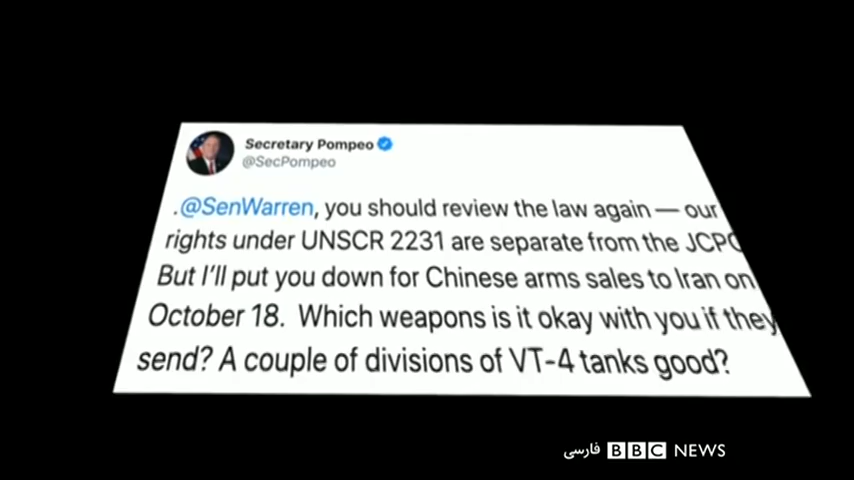 Secretary Pompeo
@SecPompeo
.@SenWarren, you should review the law again — our
rights under UNSCR 2231 are separate from the JCPO
But I'll put you down for Chinese arms sales to Iran on
October 18. Which weapons is it okay with you if they
send? A couple of divisions of VT-4 tanks good?
فارسی BBC NEWS